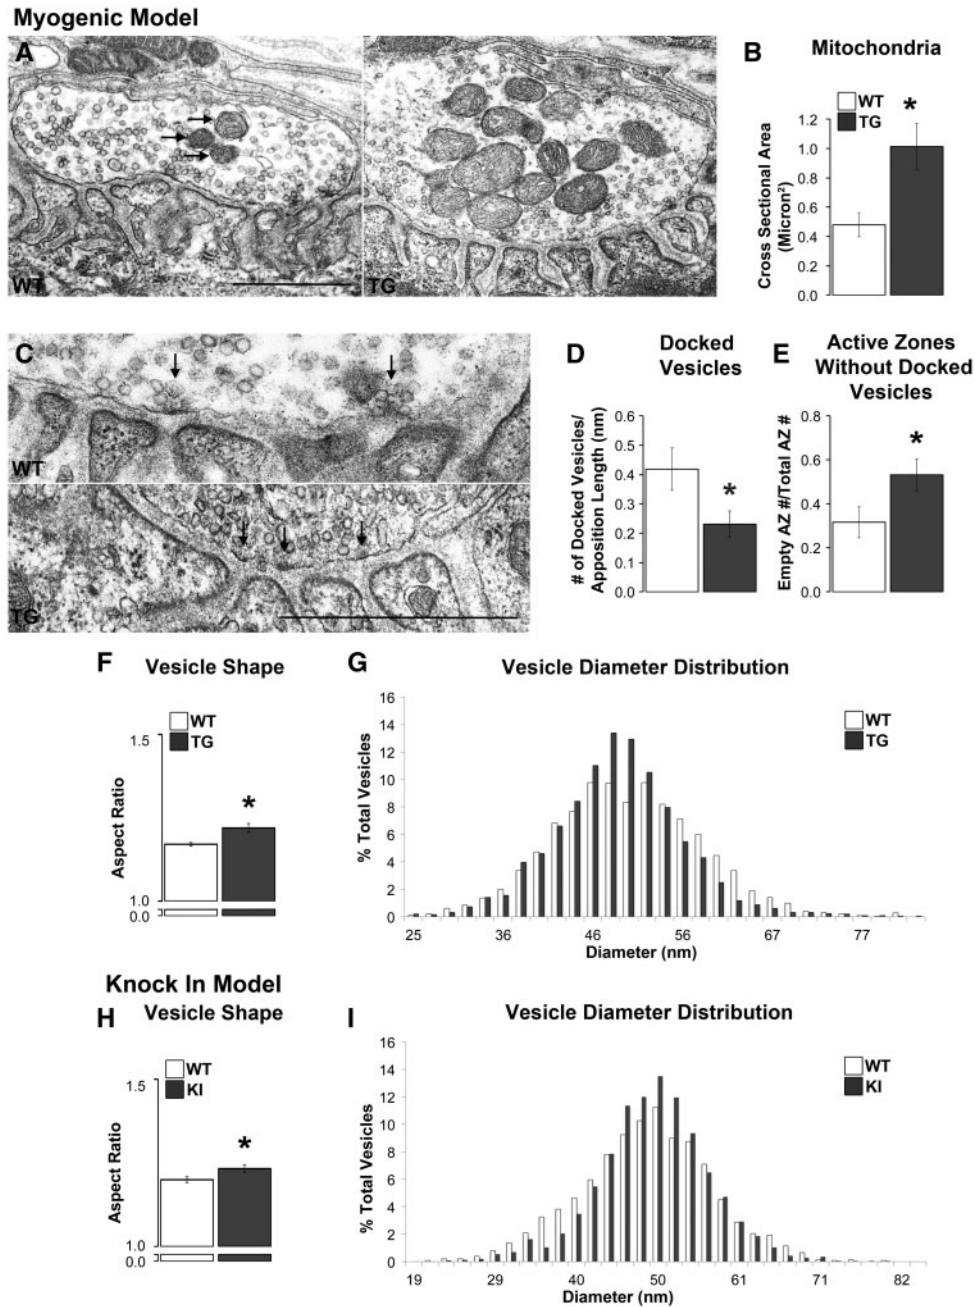 Myogenic Model
A
WT
TG
B Mitochondria
WT
TG
*
Cross Sectional Area
(Micron²)
1.2
1.0
0.8
0.6
0.4
0.2
0.0
C
WT
TG
D Docked
Vesicles
# of Docked Vesicles/
Apposition Length (nm)
0.6
0.5
0.4
0.3
0.2
0.1
0.0
*
E Active Zones
Without Docked
Vesicles
Empty AZ #/Total AZ #
0.8
0.6
0.4
0.2
0.0
*
F Vesicle Shape
WT
TG
Aspect Ratio
1.5
1.0
0.0
*
G Vesicle Diameter Distribution
WT
TG
% Total Vesicles
16
14
12
10
8
6
4
2
0
25 36 46 56 67 77
Diameter (nm)
Knock In Model
H Vesicle Shape
WT
KI
Aspect Ratio
1.5
1.0
0.0
*
I Vesicle Diameter Distribution
WT
KI
% Total Vesicles
16
14
12
10
8
6
4
2
0
19 29 40 50 61 71 82
Diameter (nm)